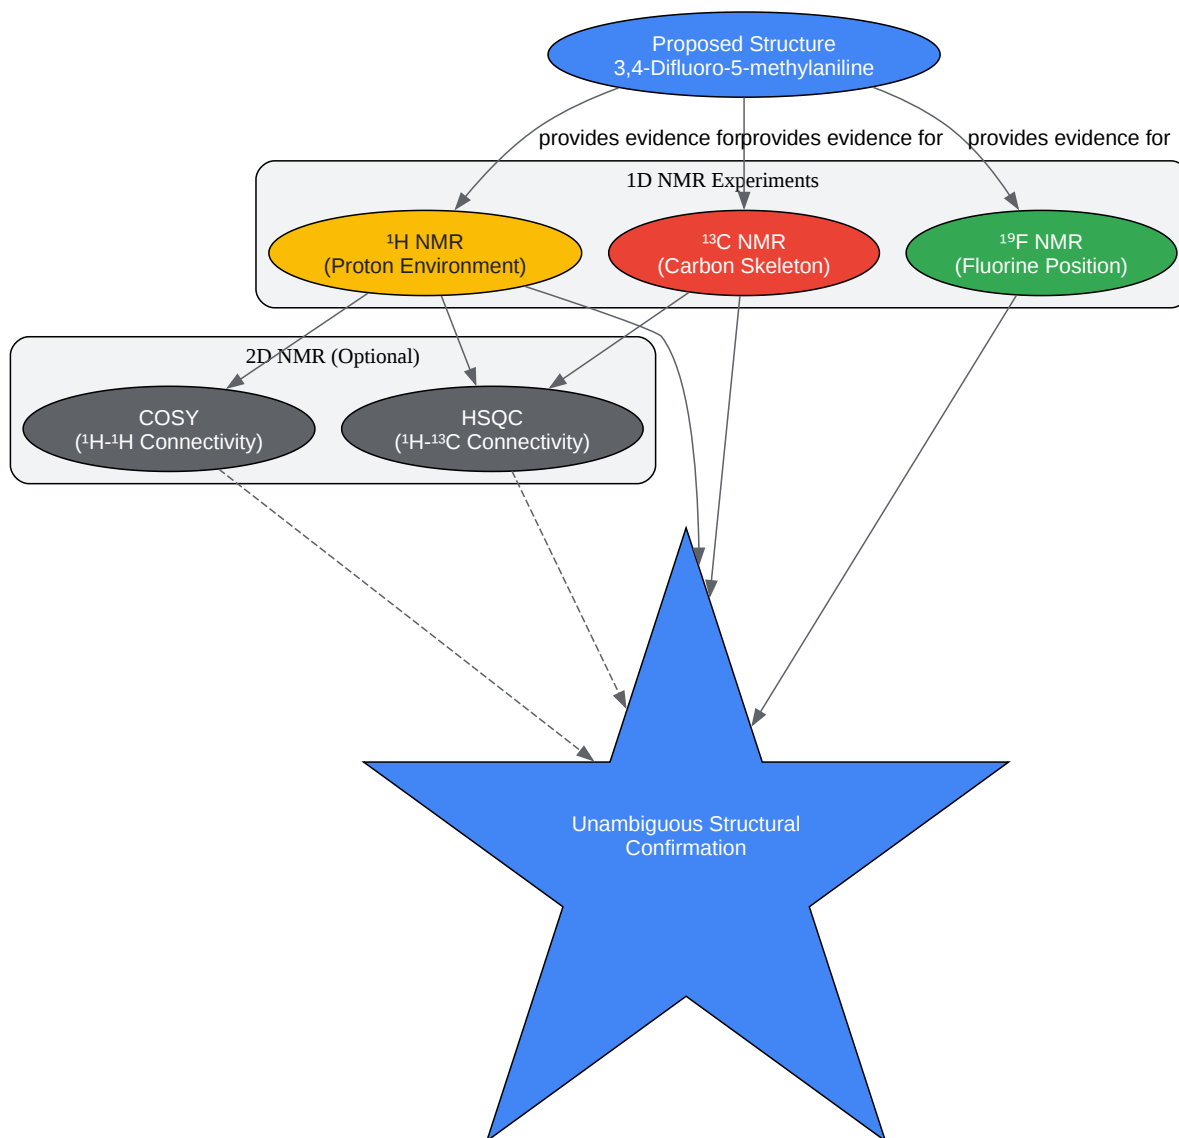 Proposed Structure
3,4-Difluoro-5-methylaniline
provides evidence for
provides evidence for
provides evidence for
1D NMR Experiments
¹H NMR
(Proton Environment)
¹³C NMR
(Carbon Skeleton)
¹⁹F NMR
(Fluorine Position)
2D NMR (Optional)
COSY
(¹H-¹H Connectivity)
HSQC
(¹H-¹³C Connectivity)
Unambiguous Structural
Confirmation